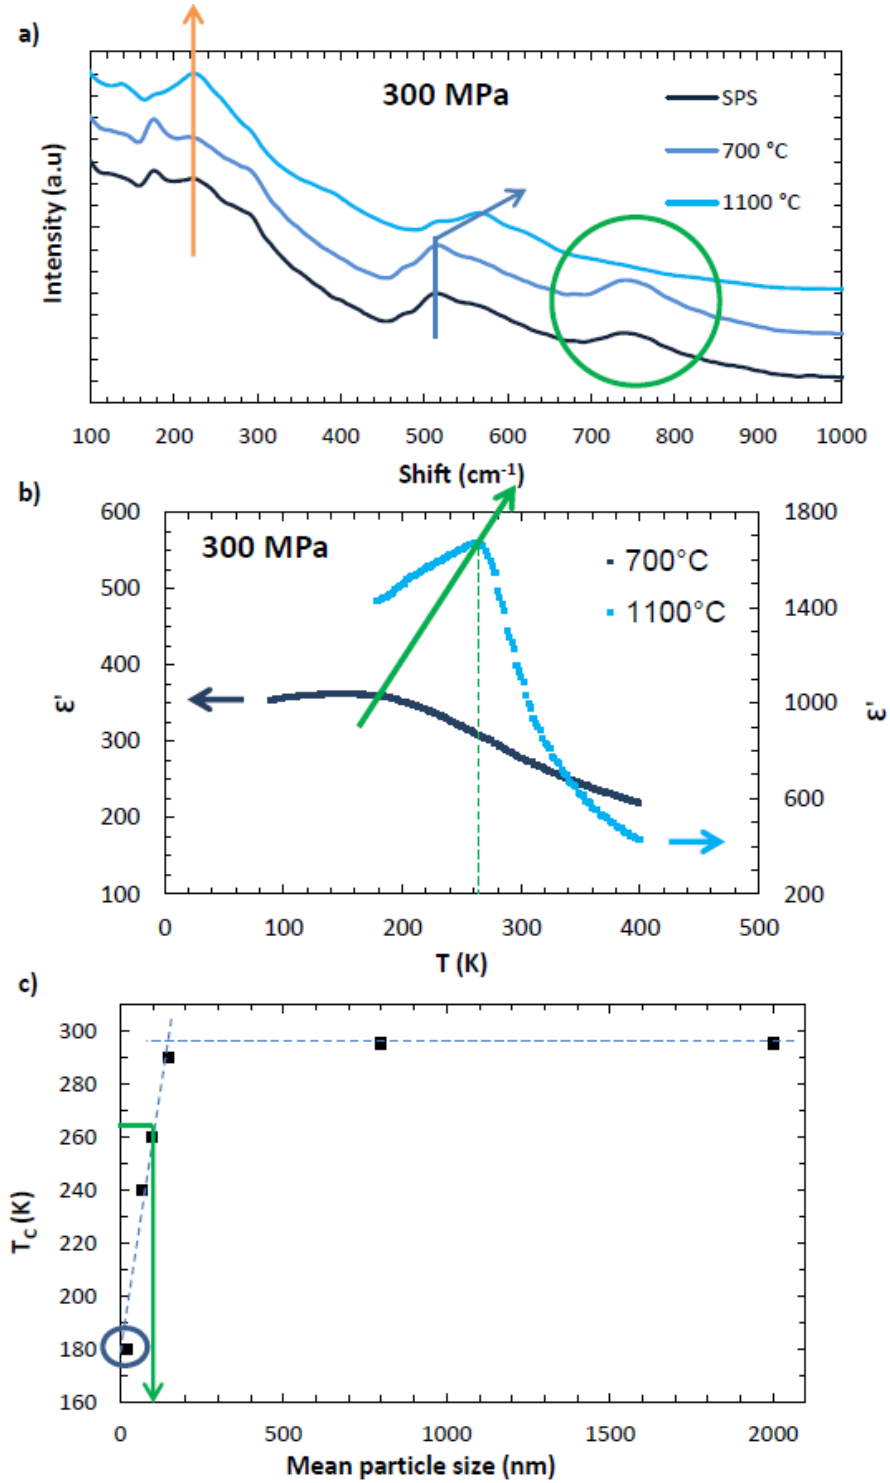 a)
300 MPa
SPS
700 °C
1100 °C
Intensity (a.u)
100 200 300 400 500 600 700 800 900 1000
Shift (cm⁻¹)
b)
600 1800
300 MPa
700°C
500
1100°C
1400
400
ε' 1000 ε'
300
200 600
100 200
0 100 200 300 400 500
T (K)
c)
300
280
260
240
T_C (K)
220
200
180
160
0 500 1000 1500 2000
Mean particle size (nm)